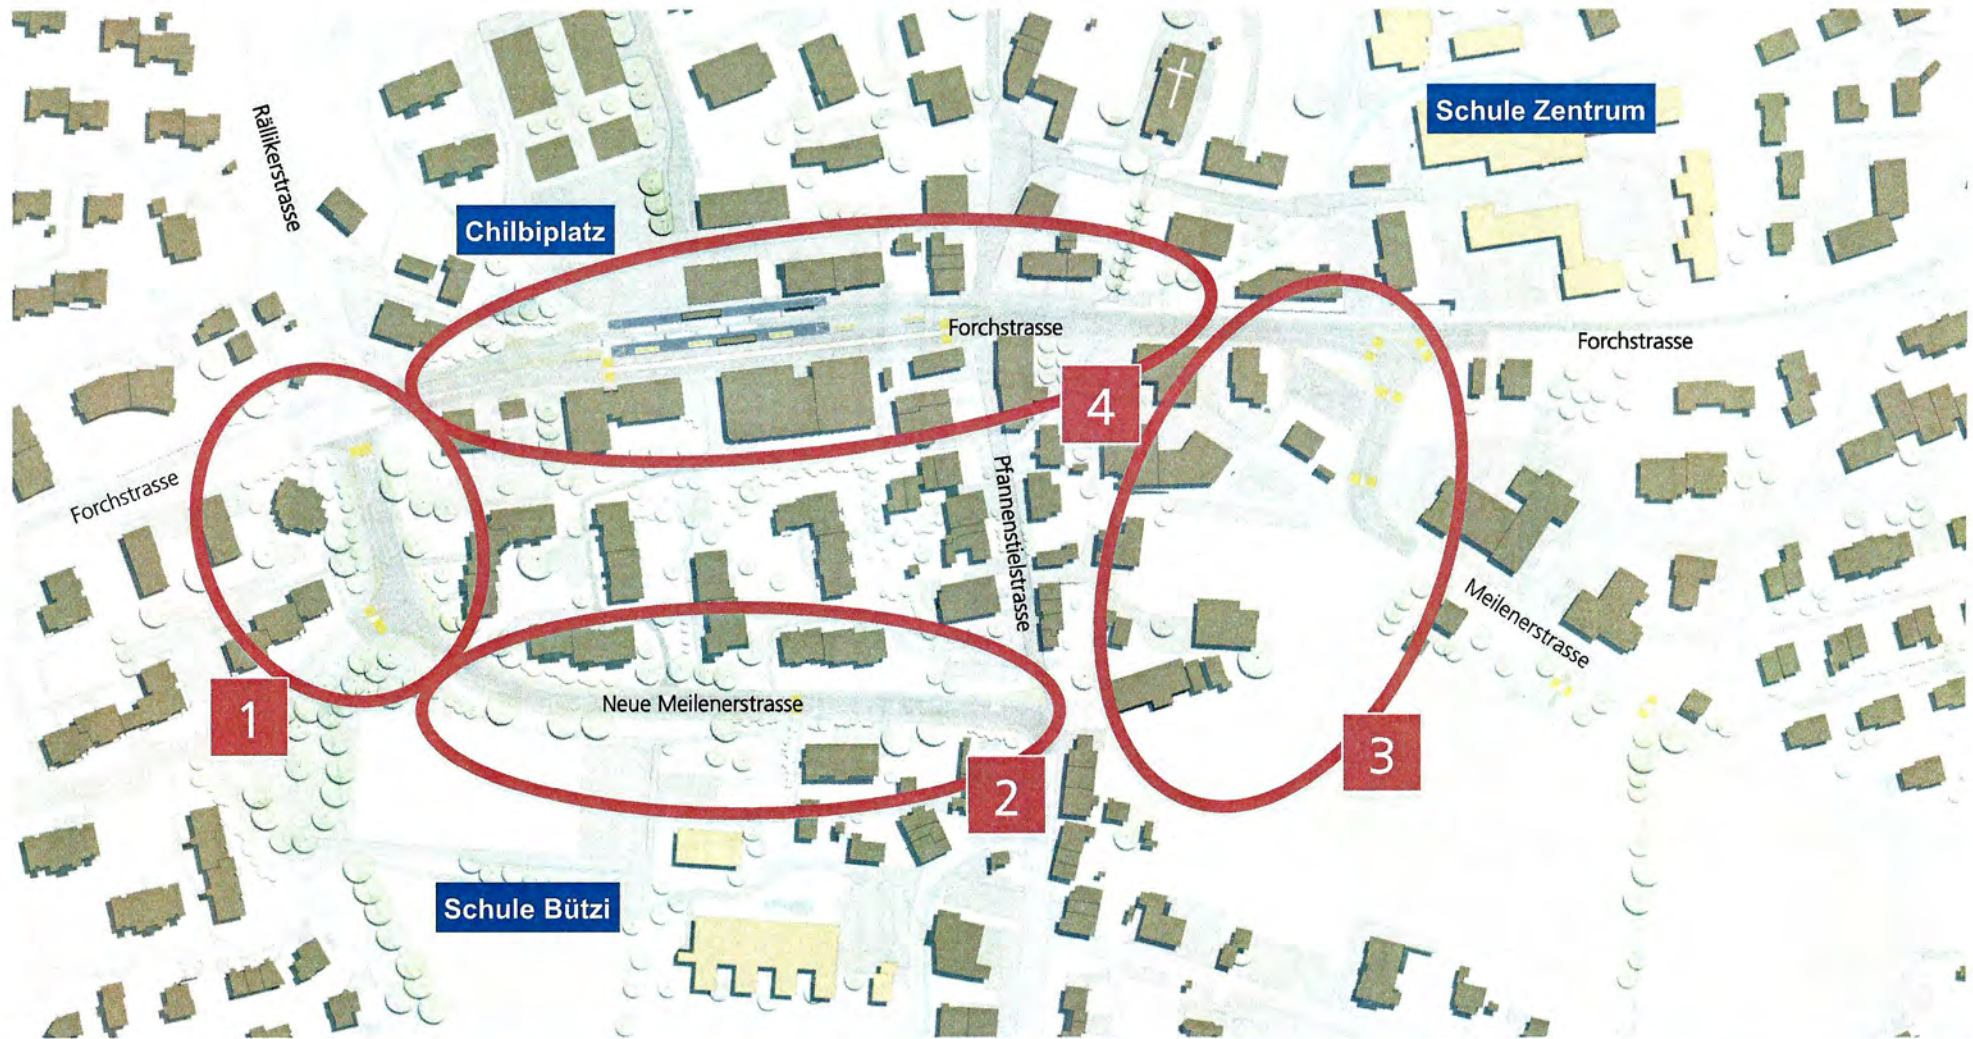 Schule Zentrum
Rällikerstrasse
Chilbiplatz
Forchstrasse
Forchstrasse
4
Forchstrasse
Pfannenstielstrasse
Meilenerstrasse
1
Neue Meilenerstrasse
3
2
Schule Bützi